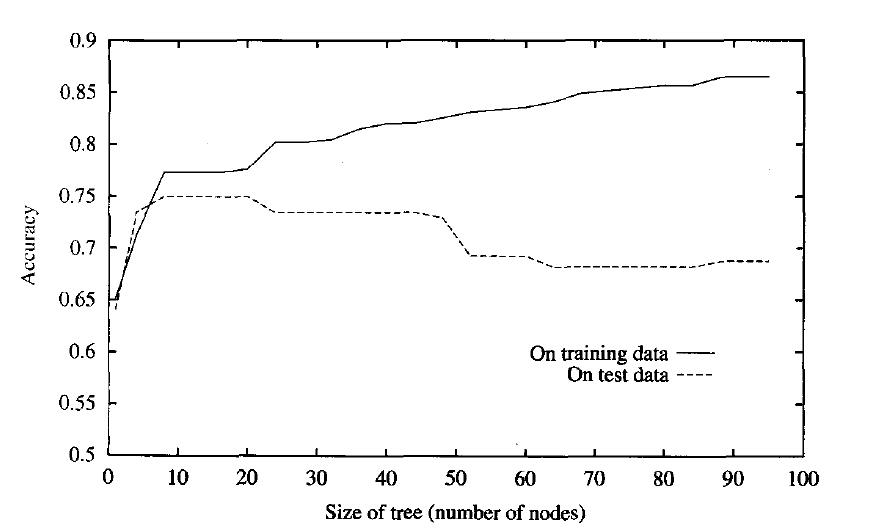 0.9
0.85
0.8
0.75
0.7
0.65
0.6
0.55
0.5
Accuracy
On training data
On test data
0 10 20 30 40 50 60 70 80 90 100
Size of tree (number of nodes)